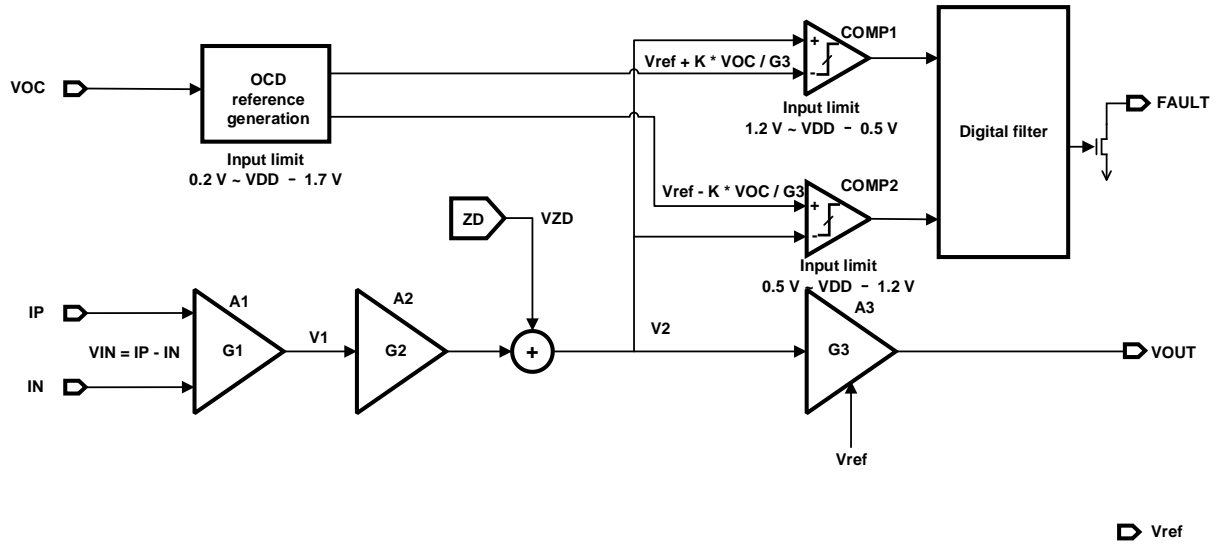 COMP1
+
-
Vref + K * VOC / G3
VOC
OCD
reference
generation
Input limit
1.2 V ~ VDD – 0.5 V
FAULT
Digital filter
Input limit
0.2 V ~ VDD – 1.7 V
COMP2
Vref - K * VOC / G3
+
-
ZD
VZD
Input limit
0.5 V ~ VDD – 1.2 V
IP
A1
A2
A3
VIN = IP - IN
G1
V1
G2
+
V2
G3
VOUT
IN
Vref
Vref